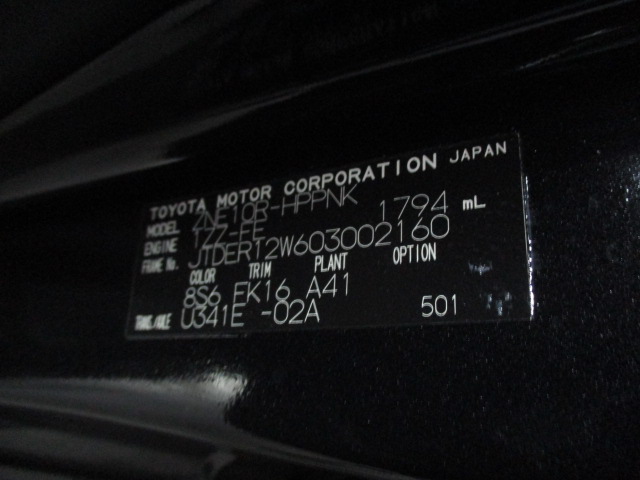 TOYOTA MOTOR CORPORATION JAPAN
MODEL ZNE10R-HPPNK
ENGINE 1ZZ-FE 1794 mL
FRAME No. JTDER12W603002160
COLOR TRIM PLANT OPTION
8S6 FK16 A41
TRANS/AXLE U341E -02A 501